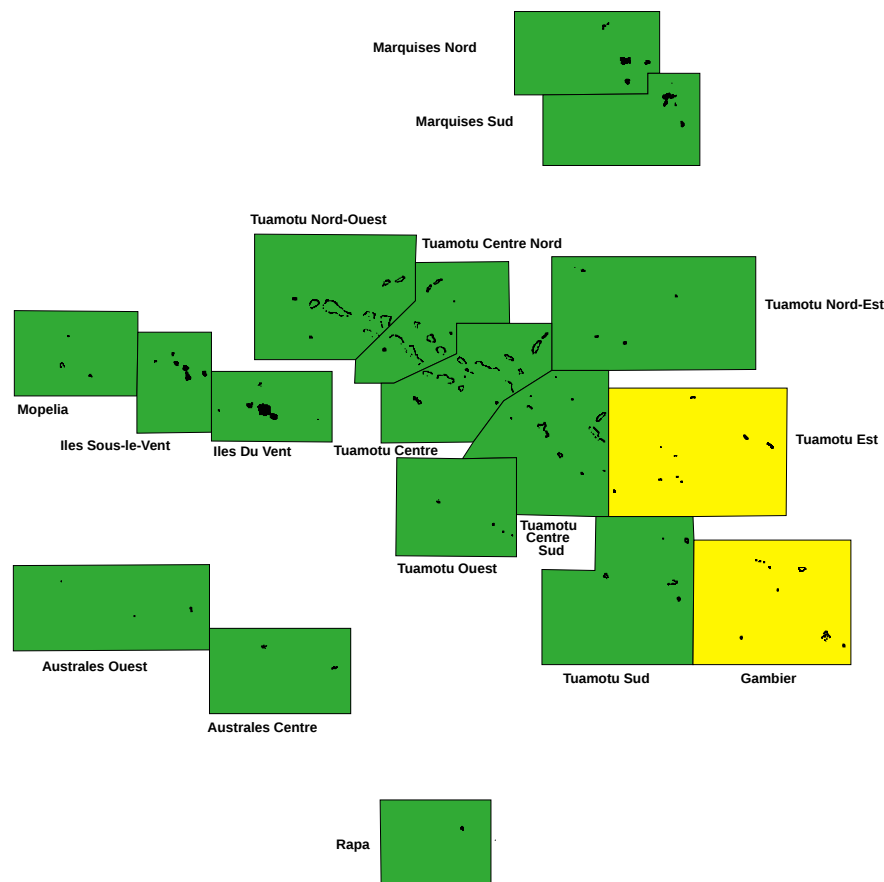 Marquises Nord
Marquises Sud
Tuamotu Nord-Ouest
Tuamotu Centre Nord
Tuamotu Nord-Est
Mopelia
Iles Sous-le-Vent
Iles Du Vent
Tuamotu Centre
Tuamotu Est
Tuamotu
Centre
Sud
Tuamotu Ouest
Australes Ouest
Tuamotu Sud
Gambier
Australes Centre
Rapa